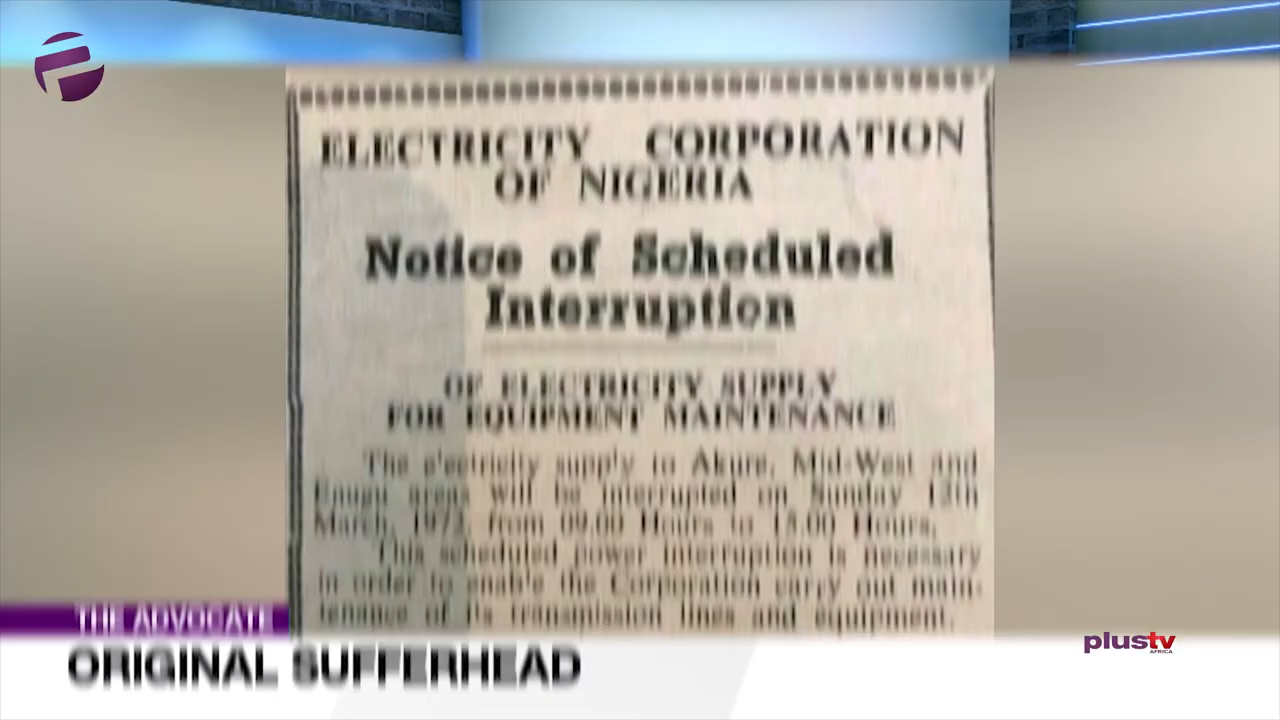 ELECTRICITY CORPORATION
OF NIGERIA
Notice of Scheduled
Interruption
OF ELECTRICITY SUPPLY
FOR EQUIPMENT MAINTENANCE
The electricity supply to Akure, Mid-West and
Enugu areas will be interrupted on Sunday 12th
March, 1972 from 09.00 Hours to 15.00 Hours.
This scheduled power interruption is necessary
in order to enable the Corporation carry out main-
tenance of its transmission lines and equipment.
THE ADVOCATE
ORIGINAL SUFFERHEAD
plustv
AFRICA